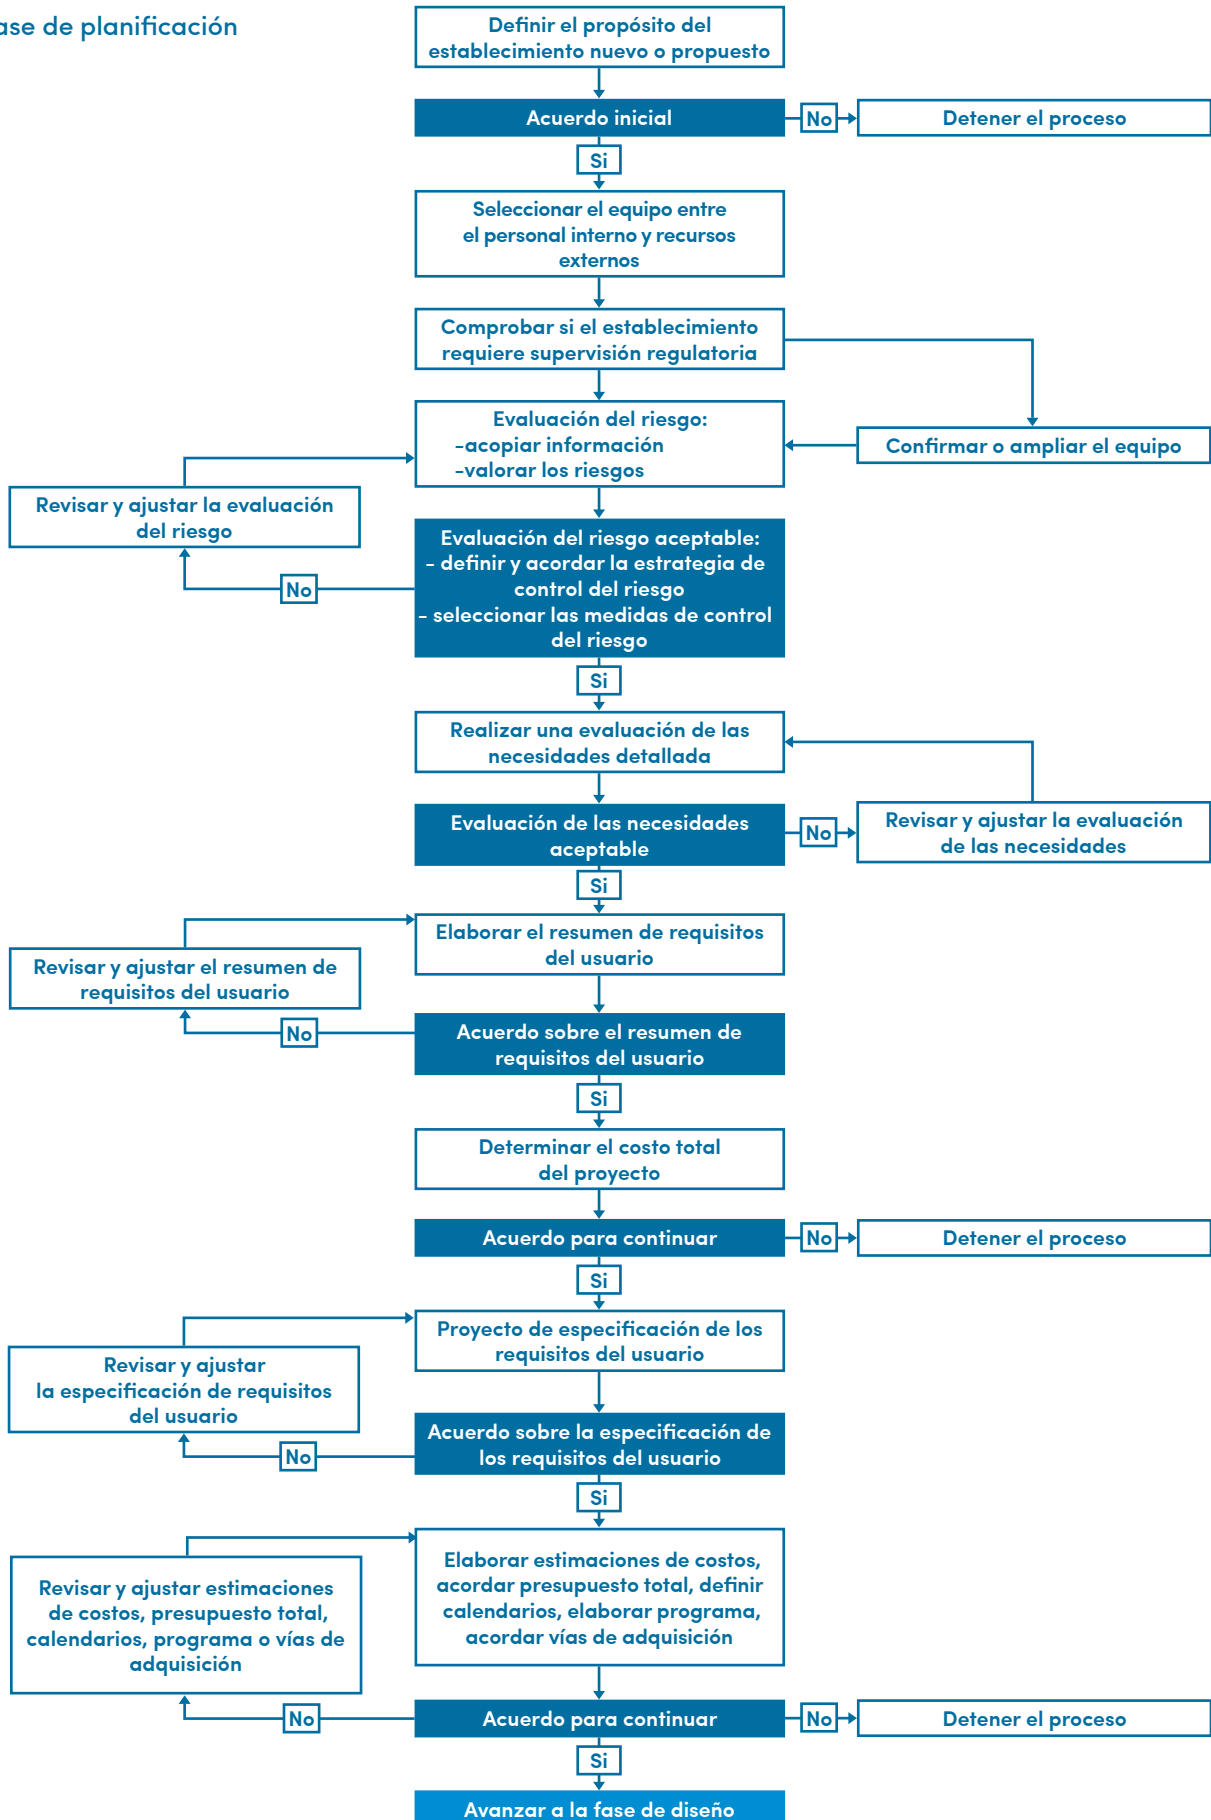 ase de planificación
Definir el propósito del
establecimiento nuevo o propuesto
Acuerdo inicial
No
Detener el proceso
Si
Seleccionar el equipo entre
el personal interno y recursos
externos
Comprobar si el establecimiento
requiere supervisión regulatoria
Evaluación del riesgo:
-acopiar información
-valorar los riesgos
Confirmar o ampliar el equipo
Revisar y ajustar la evaluación
del riesgo
Evaluación del riesgo aceptable:
- definir y acordar la estrategia de
control del riesgo
- seleccionar las medidas de control
del riesgo
No
Si
Realizar una evaluación de las
necesidades detallada
Evaluación de las necesidades
aceptable
No
Revisar y ajustar la evaluación
de las necesidades
Si
Elaborar el resumen de requisitos
del usuario
Revisar y ajustar el resumen de
requisitos del usuario
No
Acuerdo sobre el resumen de
requisitos del usuario
Si
Determinar el costo total
del proyecto
Acuerdo para continuar
No
Detener el proceso
Si
Proyecto de especificación de los
requisitos del usuario
Revisar y ajustar
la especificación de requisitos
del usuario
No
Acuerdo sobre la especificación de
los requisitos del usuario
Si
Elaborar estimaciones de costos,
acordar presupuesto total, definir
calendarios, elaborar programa,
acordar vías de adquisición
Revisar y ajustar estimaciones
de costos, presupuesto total,
calendarios, programa o vías de
adquisición
No
Acuerdo para continuar
No
Detener el proceso
Si
Avanzar a la fase de diseño